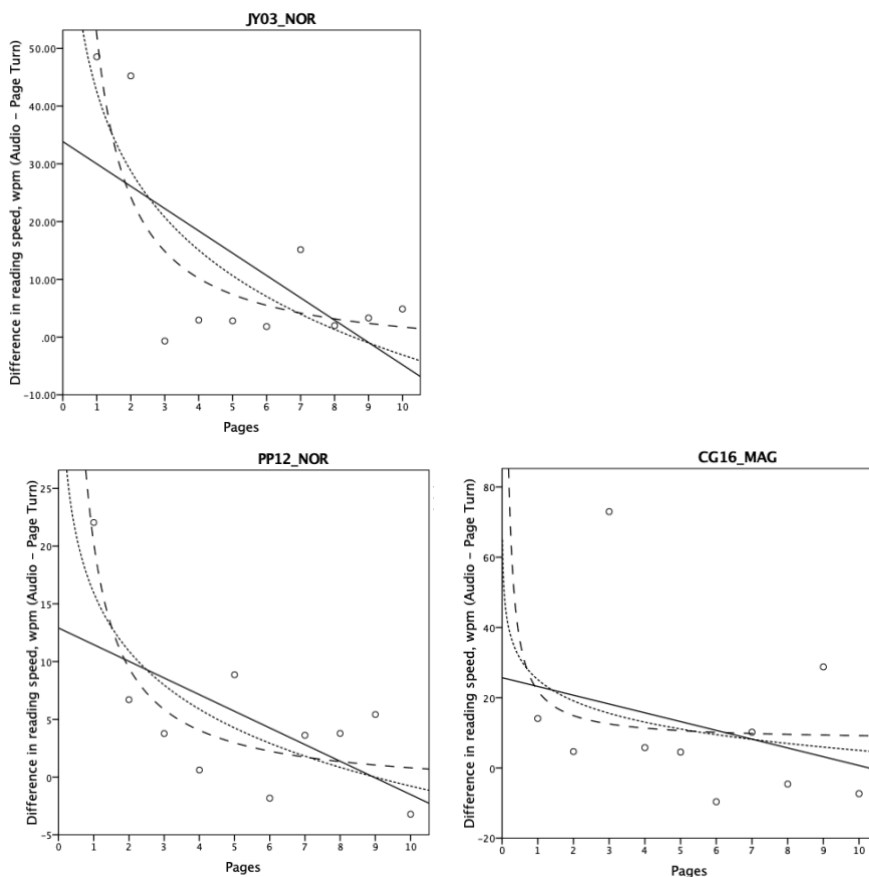 JY03_NOR
Difference in reading speed, wpm (Audio – Page Turn)
50.00
40.00
30.00
20.00
10.00
.00
-10.00
0 1 2 3 4 5 6 7 8 9 10
Pages
PP12_NOR
Difference in reading speed, wpm (Audio – Page Turn)
25
20
15
10
5
0
-5
0 1 2 3 4 5 6 7 8 9 10
Pages
CG16_MAG
Difference in reading speed, wpm (Audio – Page Turn)
80
60
40
20
0
-20
0 1 2 3 4 5 6 7 8 9 10
Pages